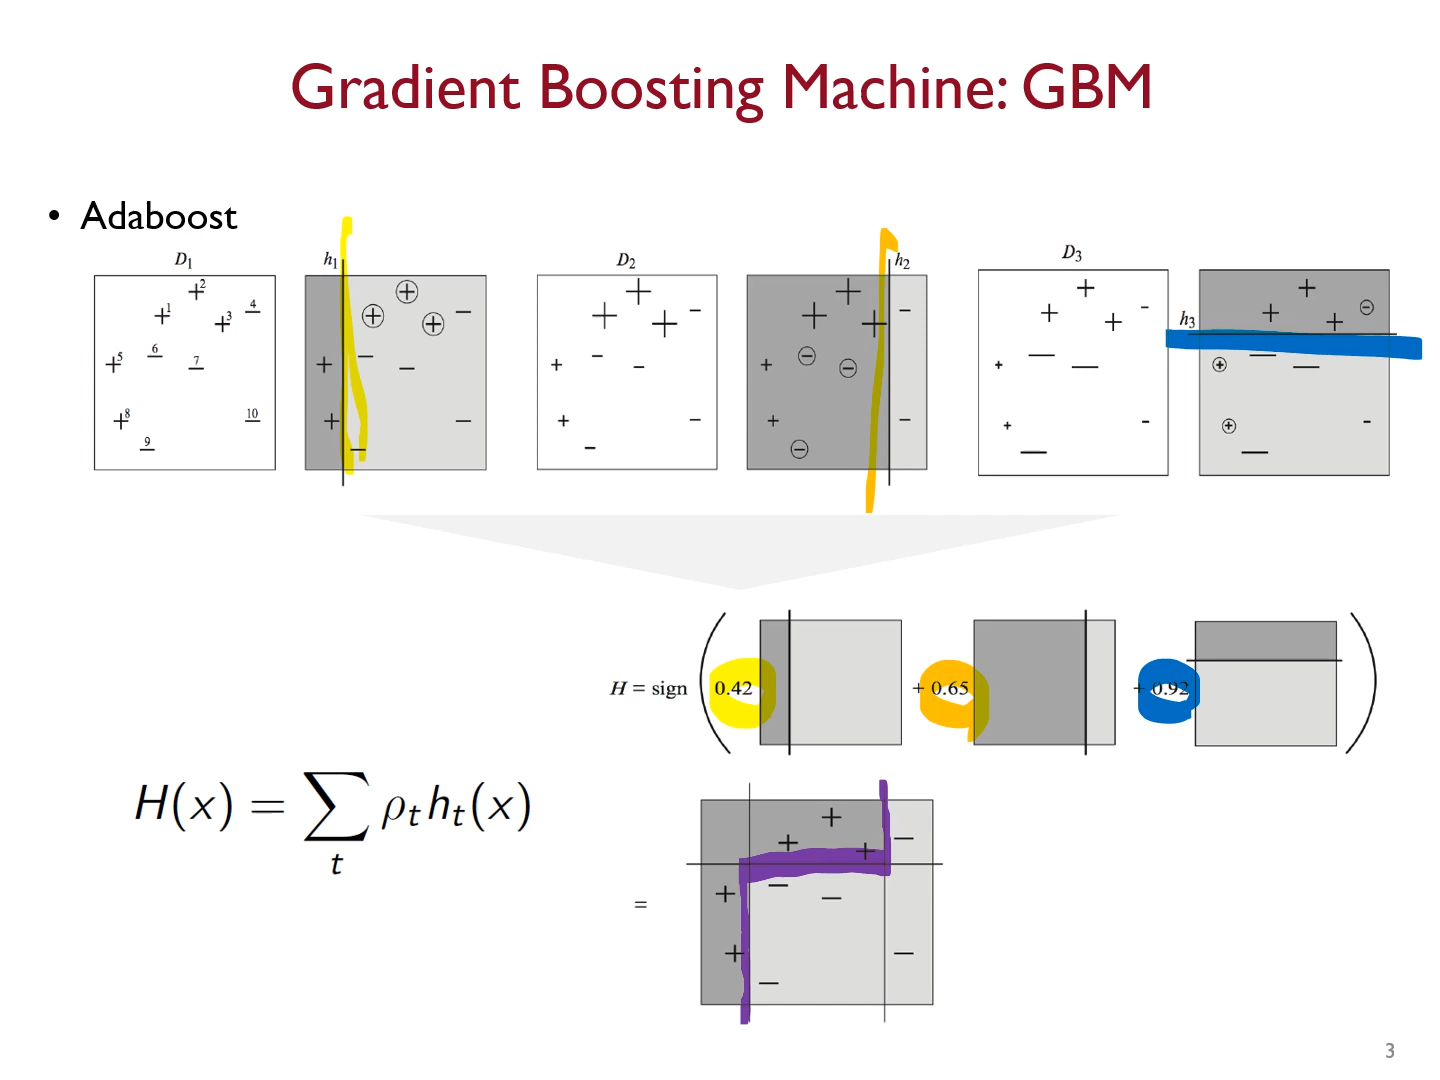 Gradient Boosting Machine: GBM
• Adaboost
D1 h1 D2 h2 D3 h3
1 2 3 4 5 6 7 8 9 10
H = sign ( 0.42 + 0.65 + 0.92 )
H(x) = ∑t ρt ht(x)
=
3